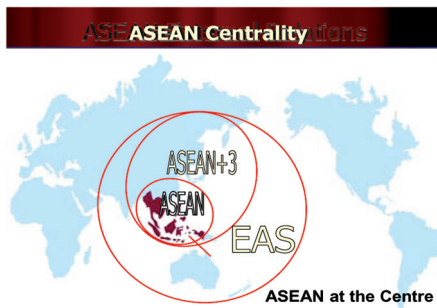 ASEAN Centrality
ASEAN+3
ASEAN
EAS
ASEAN at the Centre